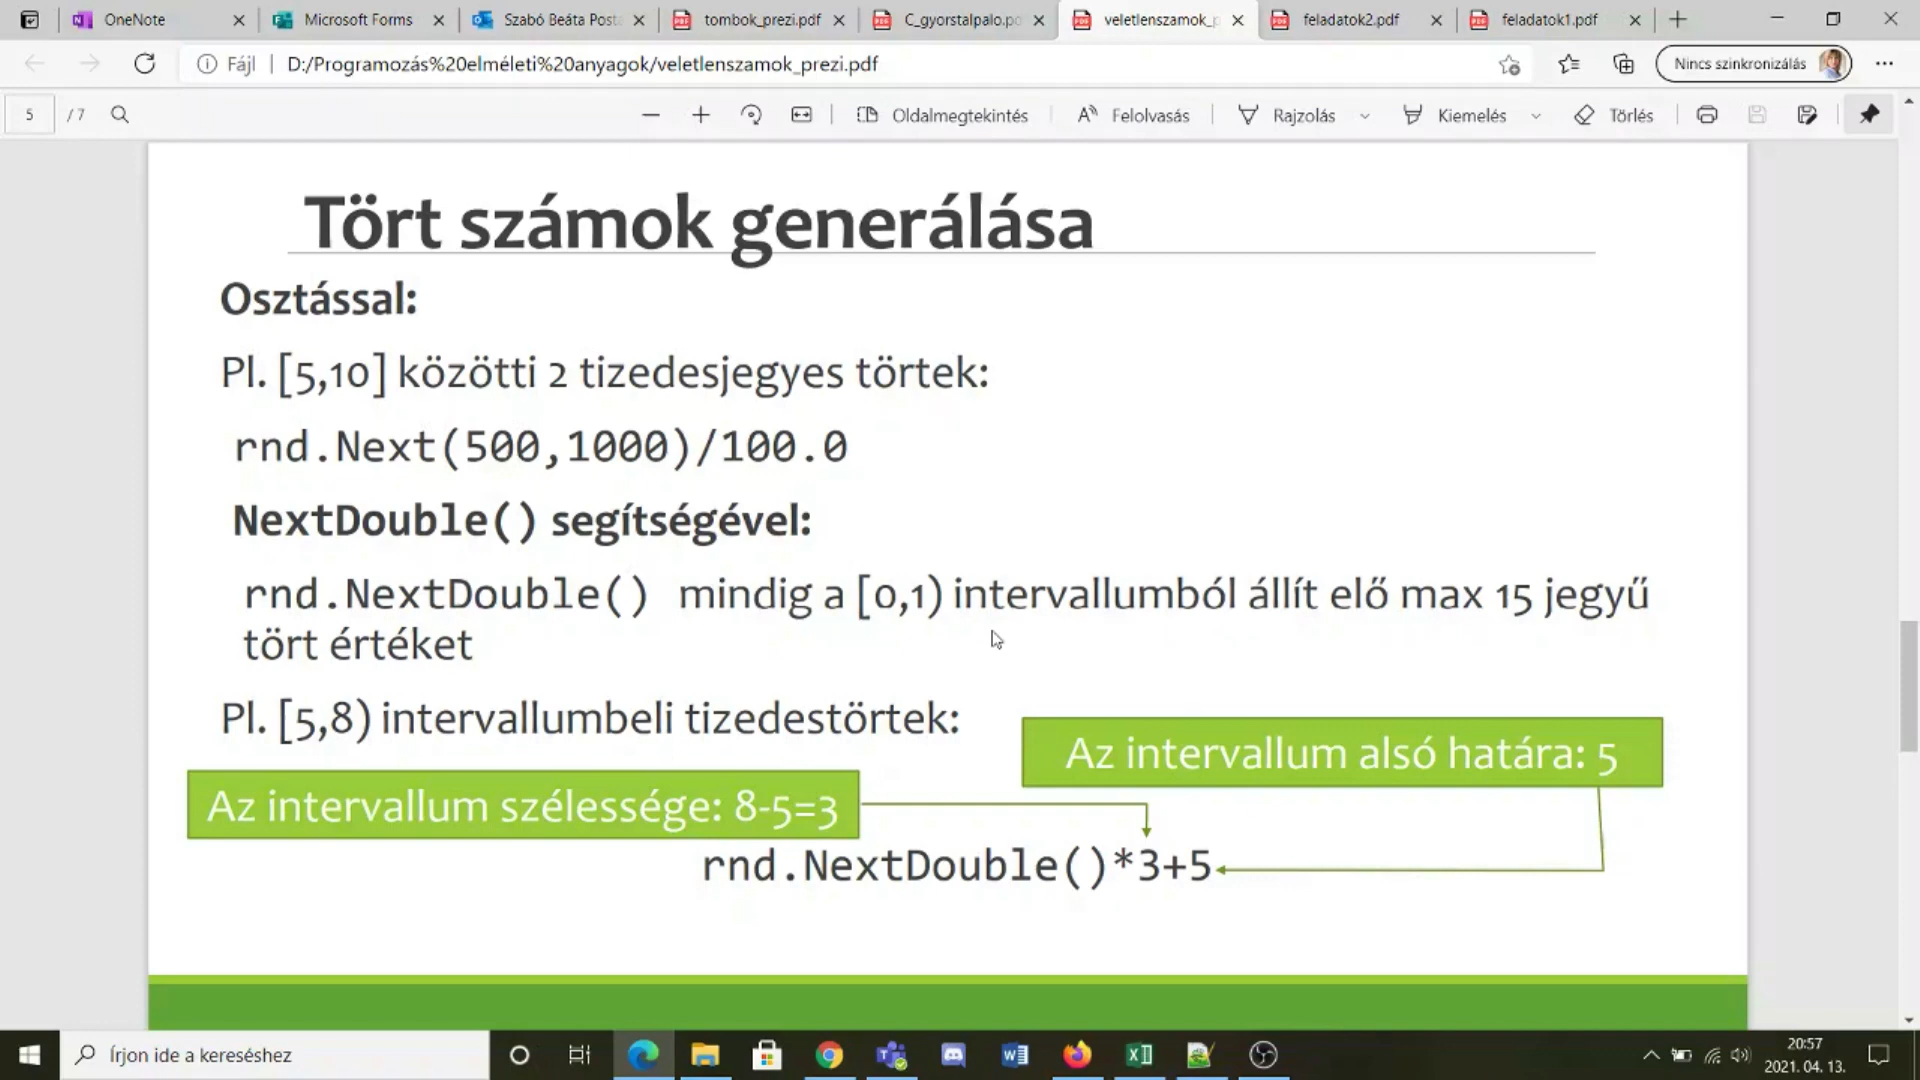 OneNote
Microsoft Forms
Szabó Beáta Post
tombok_prezi.pdf
C_gyorstalpalo.po
veletlenszamok_p
feladatok2.pdf
feladatok1.pdf
Fájl
D:/Programozás%20elméleti%20anyagok/veletlenszamok_prezi.pdf
Nincs szinkronizálás
5 / 7
Oldalmegtekintés
Felolvasás
Rajzolás
Kiemelés
Törlés
Tört számok generálása
Osztással:
Pl. [5,10] közötti 2 tizedesjegyes törtek:
rnd.Next(500,1000)/100.0
NextDouble() segítségével:
rnd.NextDouble() mindig a [0,1) intervallumból állít elő max 15 jegyű
tört értéket
Pl. [5,8) intervallumbeli tizedestörtek:
Az intervallum alsó határa: 5
Az intervallum szélessége: 8-5=3
rnd.NextDouble()*3+5
Írjon ide a kereséshez
20:57
2021. 04. 13.